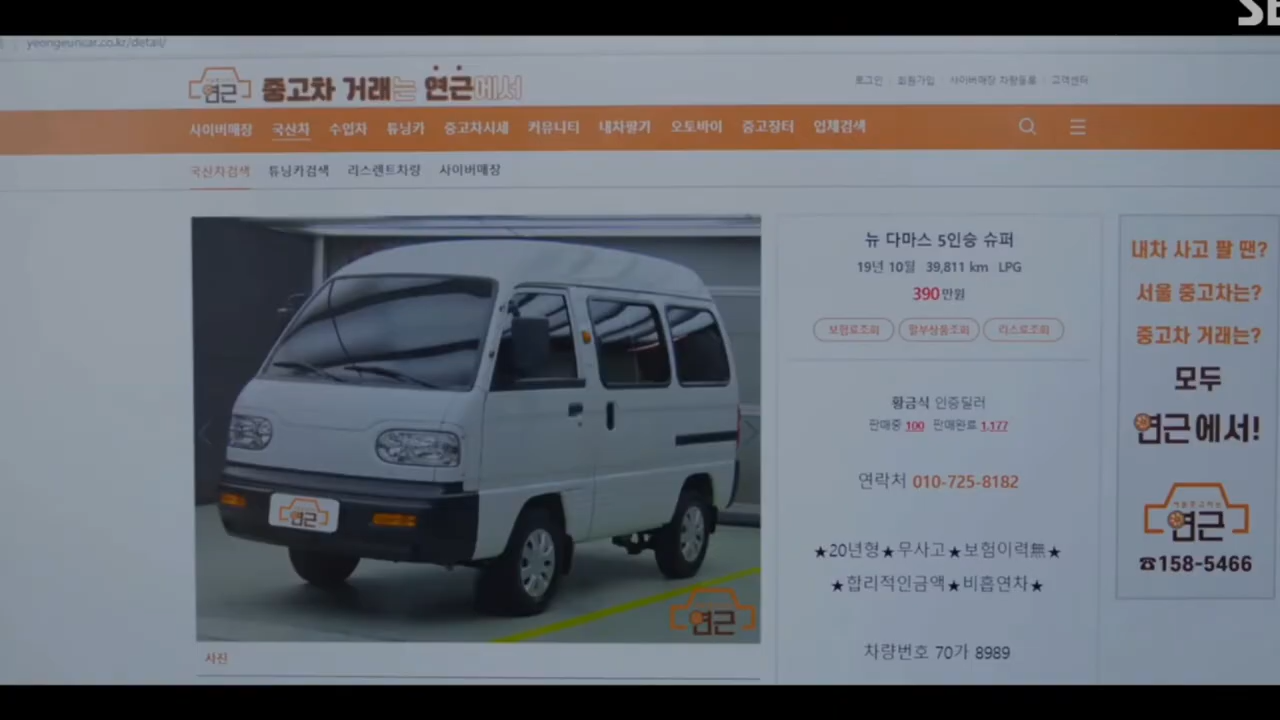 yeongeuncar.co.kr/detail/
연근 중고차 거래는 연근에서
로그인 회원가입 사이버매장 차량등록 고객센터
사이버매장 국산차 수입차 튜닝카 중고차시세 커뮤니티 내차팔기 오토바이 중고장터 업체검색
국산차검색 튜닝카검색 리스렌트차량 사이버매장
뉴 다마스 5인승 슈퍼
19년 10월 39,811 km LPG
390만원
보험료조회 할부상품조회 리스료조회
황금식 인증딜러
판매중 100 판매완료 1,177
연락처 010-725-8182
★20년형★무사고★보험이력無★
★합리적인금액★비흡연차★
차량번호 70가 8989
연근
연근
사진
내차 사고 팔 땐?
서울 중고차는?
중고차 거래는?
모두
연근에서!
연근
☎158-5466